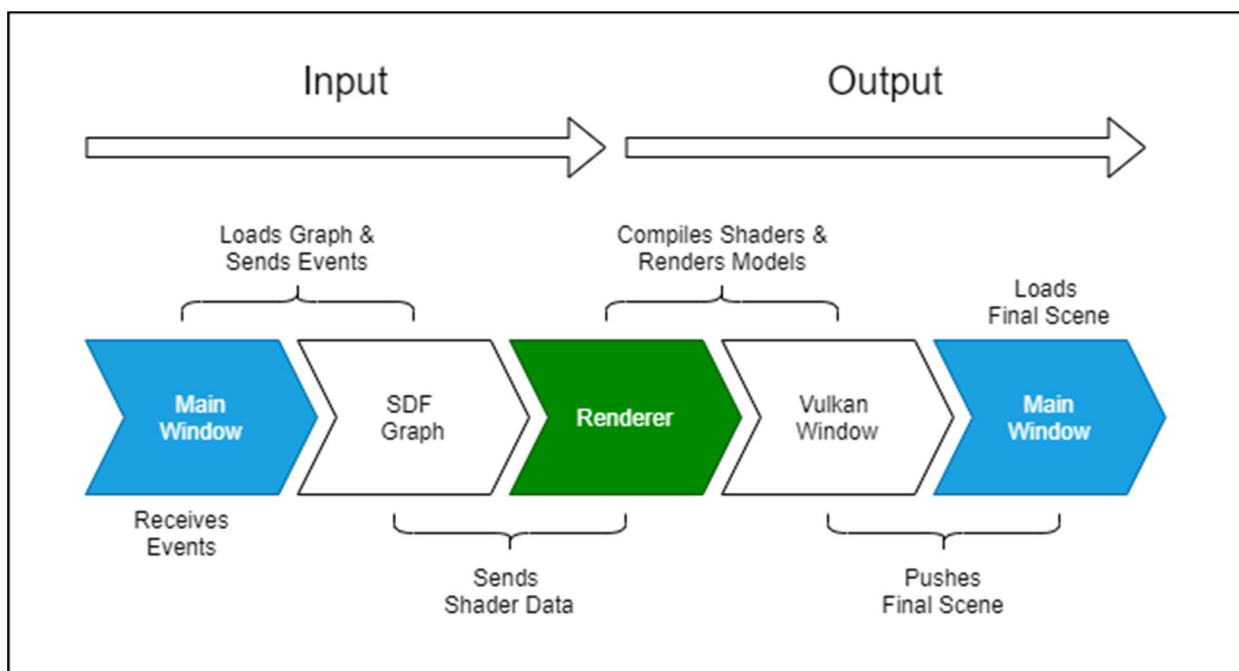 Input
Output
Loads Graph &
Sends Events
Compiles Shaders &
Renders Models
Loads
Final Scene
Main
Window
SDF
Graph
Renderer
Vulkan
Window
Main
Window
Receives
Events
Sends
Shader Data
Pushes
Final Scene